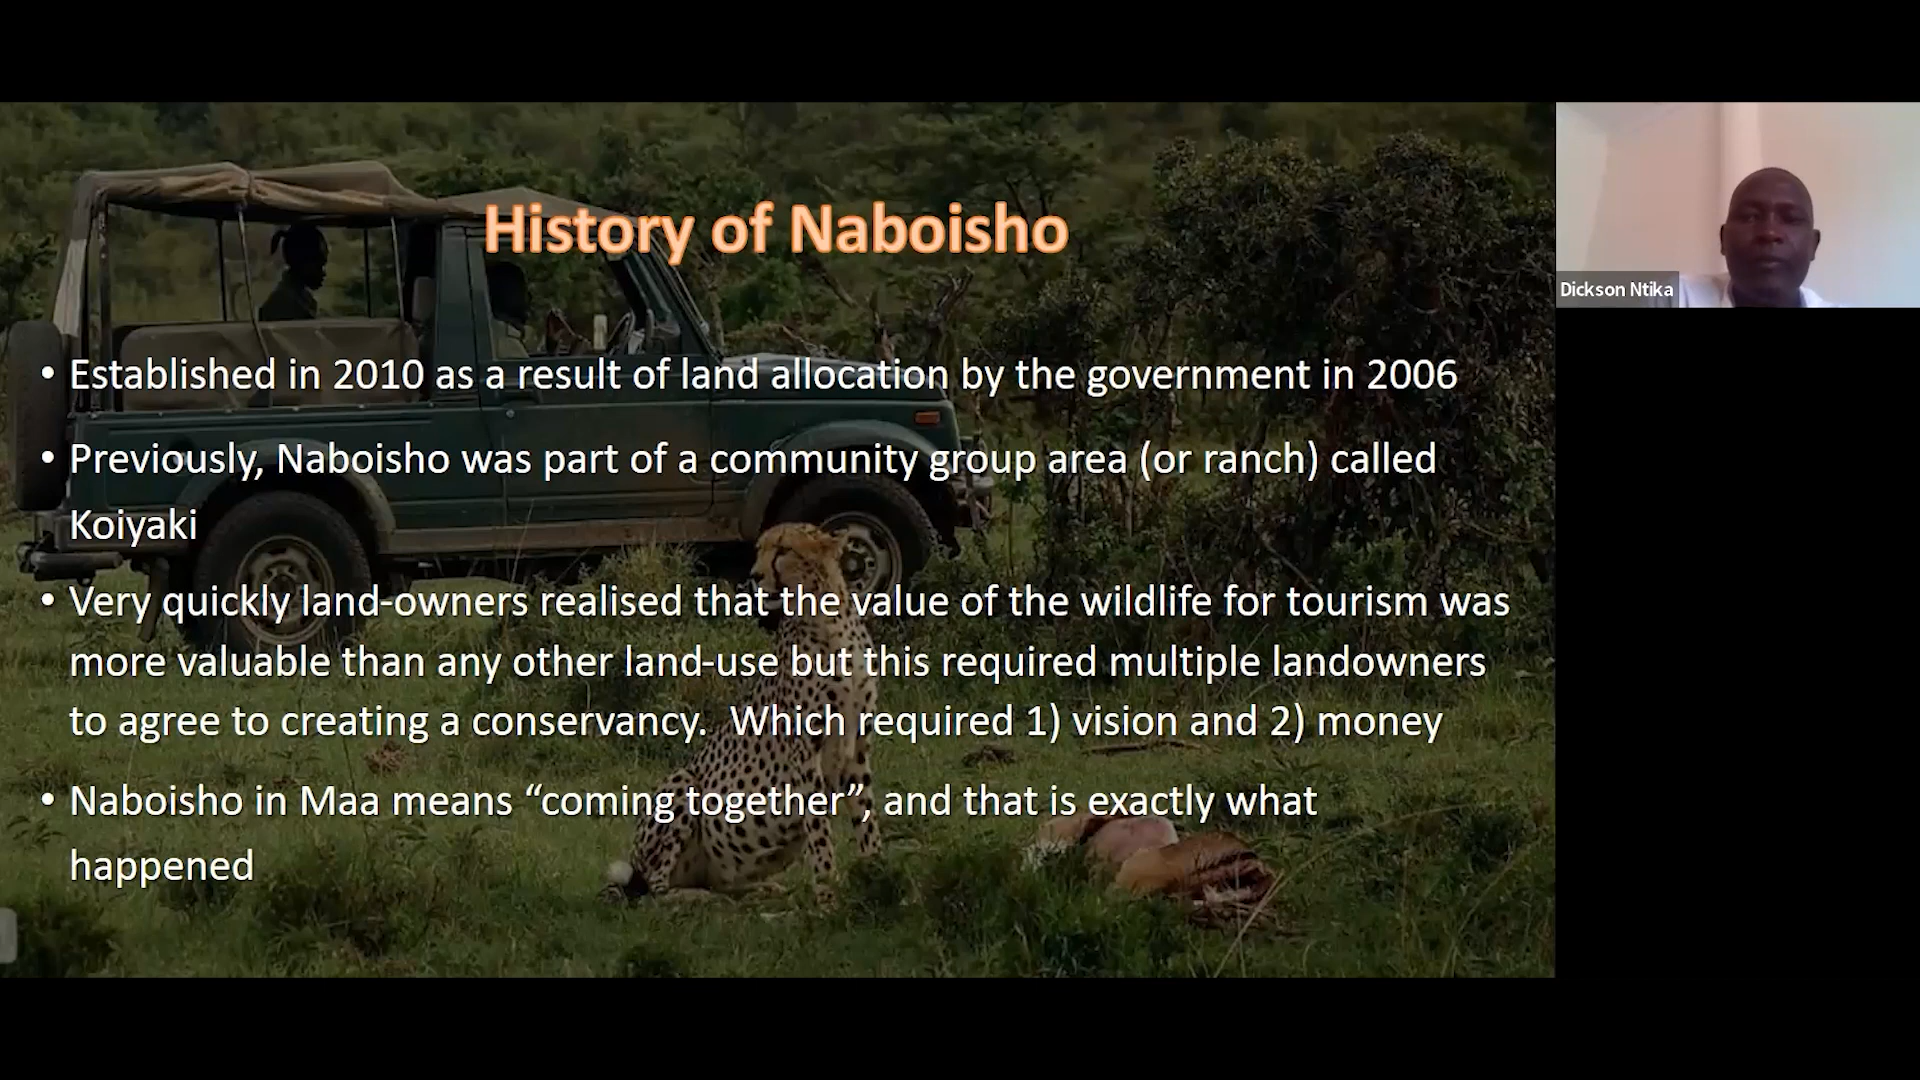 History of Naboisho
Dickson Ntika
• Established in 2010 as a result of land allocation by the government in 2006
• Previously, Naboisho was part of a community group area (or ranch) called
Koiyaki
• Very quickly land-owners realised that the value of the wildlife for tourism was
more valuable than any other land-use but this required multiple landowners
to agree to creating a conservancy.  Which required 1) vision and 2) money
• Naboisho in Maa means “coming together”, and that is exactly what
happened